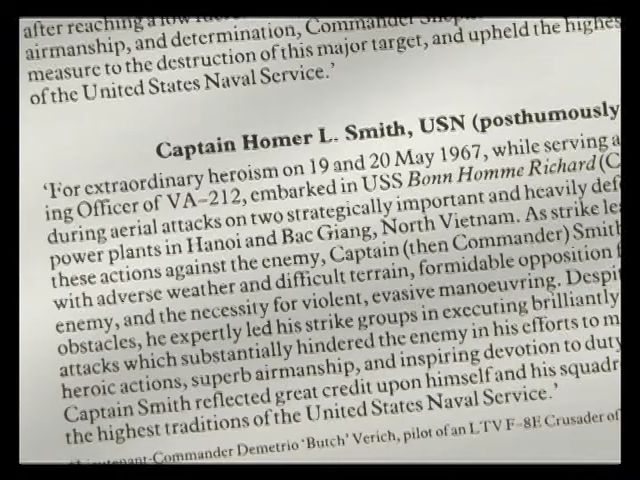 after reaching a low
airmanship, and determination, Commander
measure to the destruction of this major target, and upheld the highes
of the United States Naval Service.'
Captain Homer L. Smith, USN (posthumously
'For extraordinary heroism on 19 and 20 May 1967, while serving a
ing Officer of VA–212, embarked in USS Bonn Homme Richard (C
during aerial attacks on two strategically important and heavily def
power plants in Hanoi and Bac Giang, North Vietnam. As strike le
these actions against the enemy, Captain (then Commander) Smith
with adverse weather and difficult terrain, formidable opposition f
enemy, and the necessity for violent, evasive manoeuvring. Despi
obstacles, he expertly led his strike groups in executing brilliantly
attacks which substantially hindered the enemy in his efforts to m
heroic actions, superb airmanship, and inspiring devotion to duty
Captain Smith reflected great credit upon himself and his squadr
the highest traditions of the United States Naval Service.'
Lieutenant-Commander Demetrio 'Butch' Verich, pilot of an LTV F–8E Crusader of